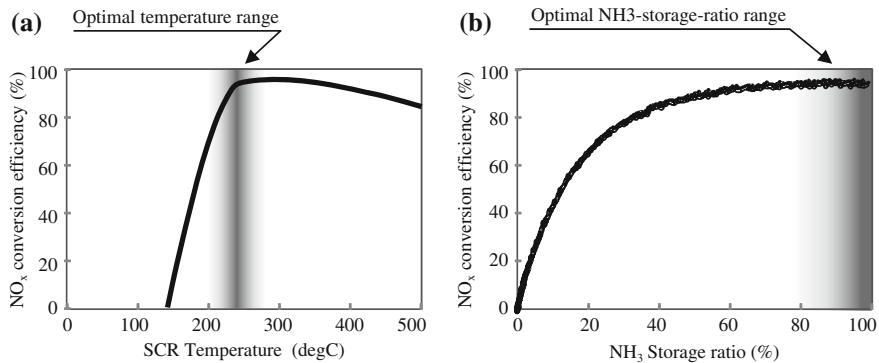 Optimal temperature range
(a)
NOx conversion efficiency (%)
100
80
60
40
20
0
0 100 200 300 400 500
SCR Temperature (degC)
Optimal NH3-storage-ratio range
(b)
NOx conversion efficiency (%)
100
80
60
40
20
0
0 20 40 60 80 100
NH3 Storage ratio (%)